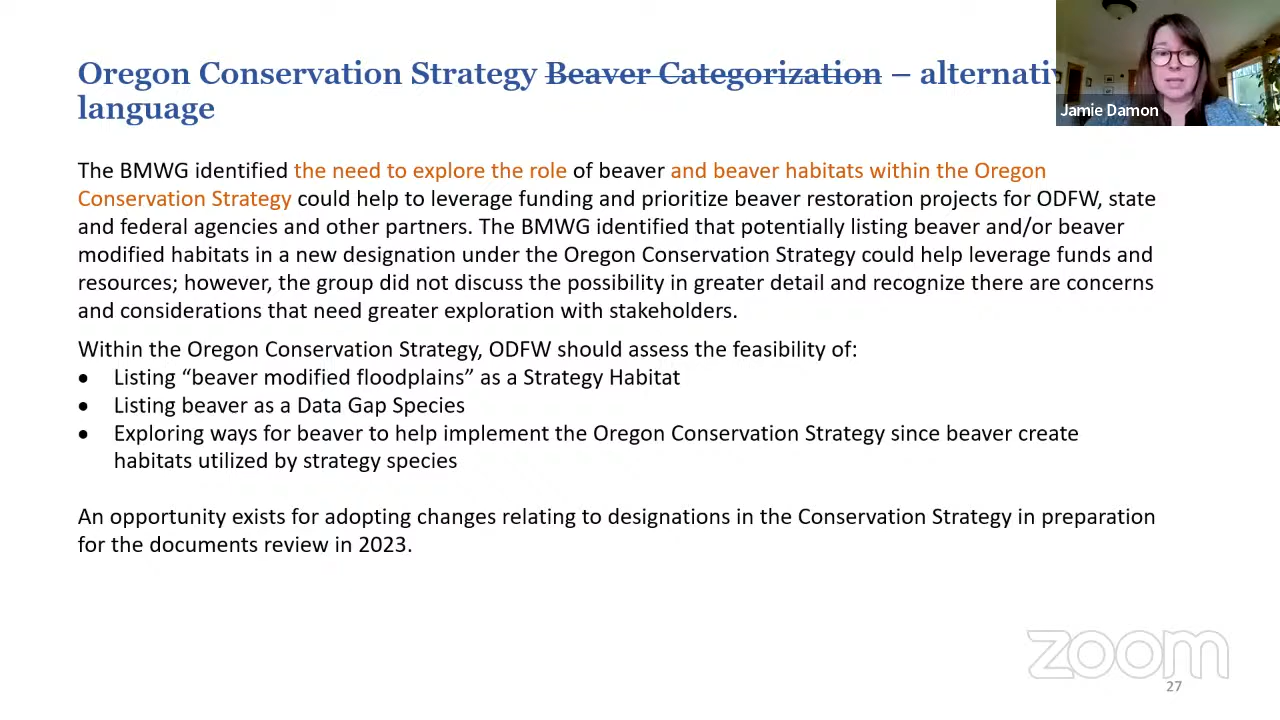 Oregon Conservation Strategy Beaver Categorization – alternativ
language
Jamie Damon
The BMWG identified the need to explore the role of beaver and beaver habitats within the Oregon
Conservation Strategy could help to leverage funding and prioritize beaver restoration projects for ODFW, state
and federal agencies and other partners. The BMWG identified that potentially listing beaver and/or beaver
modified habitats in a new designation under the Oregon Conservation Strategy could help leverage funds and
resources; however, the group did not discuss the possibility in greater detail and recognize there are concerns
and considerations that need greater exploration with stakeholders.
Within the Oregon Conservation Strategy, ODFW should assess the feasibility of:
• Listing “beaver modified floodplains” as a Strategy Habitat
• Listing beaver as a Data Gap Species
• Exploring ways for beaver to help implement the Oregon Conservation Strategy since beaver create
habitats utilized by strategy species
An opportunity exists for adopting changes relating to designations in the Conservation Strategy in preparation
for the documents review in 2023.
zoom
27